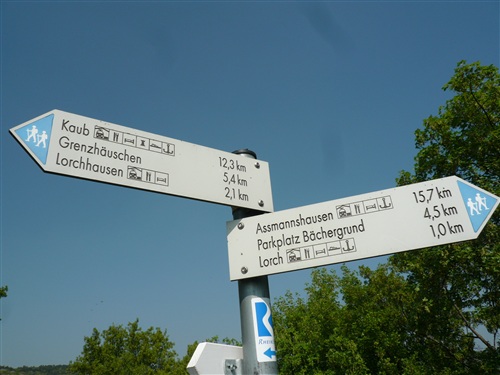 Kaub 12,3 km
Grenzhäuschen 5,4 km
Lorchhausen 2,1 km
Assmannshausen 15,7 km
Parkplatz Bächergrund 4,5 km
Lorch 1,0 km
R